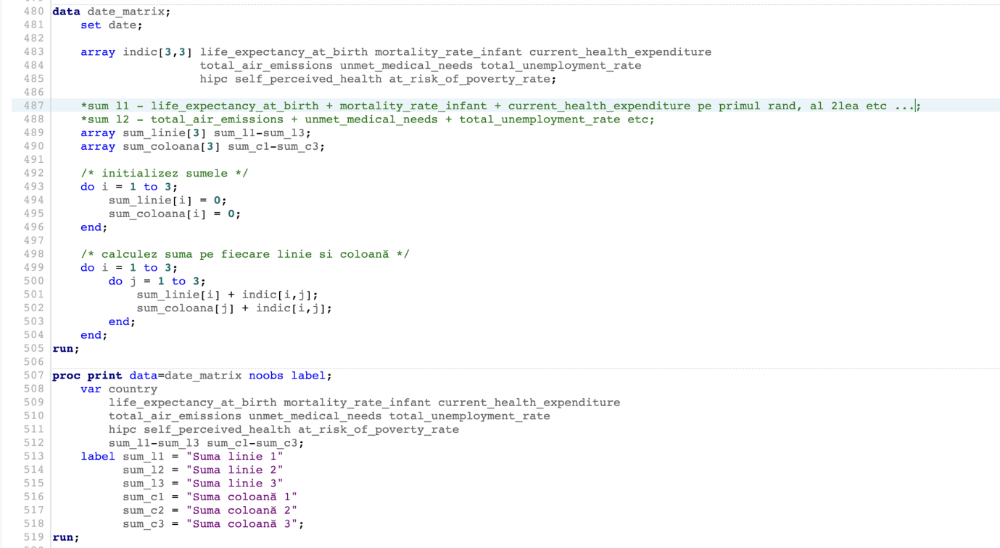 480 data date_matrix;
481     set date;
482
483     array indic[3,3] life_expectancy_at_birth mortality_rate_infant current_health_expenditure
484                      total_air_emissions unmet_medical_needs total_unemployment_rate
485                      hipc self_perceived_health at_risk_of_poverty_rate;
486
487     *sum l1 - life_expectancy_at_birth + mortality_rate_infant + current_health_expenditure pe primul rand, al 2lea etc ...;
488     *sum l2 - total_air_emissions + unmet_medical_needs + total_unemployment_rate etc;
489     array sum_linie[3] sum_l1-sum_l3;
490     array sum_coloana[3] sum_c1-sum_c3;
491
492     /* initializez sumele */
493     do i = 1 to 3;
494         sum_linie[i] = 0;
495         sum_coloana[i] = 0;
496     end;
497
498     /* calculez suma pe fiecare linie si coloană */
499     do i = 1 to 3;
500         do j = 1 to 3;
501             sum_linie[i] + indic[i,j];
502             sum_coloana[j] + indic[i,j];
503         end;
504     end;
505 run;
506
507 proc print data=date_matrix noobs label;
508     var country
509         life_expectancy_at_birth mortality_rate_infant current_health_expenditure
510         total_air_emissions unmet_medical_needs total_unemployment_rate
511         hipc self_perceived_health at_risk_of_poverty_rate
512         sum_l1-sum_l3 sum_c1-sum_c3;
513     label sum_l1 = "Suma linie 1"
514           sum_l2 = "Suma linie 2"
515           sum_l3 = "Suma linie 3"
516           sum_c1 = "Suma coloană 1"
517           sum_c2 = "Suma coloană 2"
518           sum_c3 = "Suma coloană 3";
519 run;